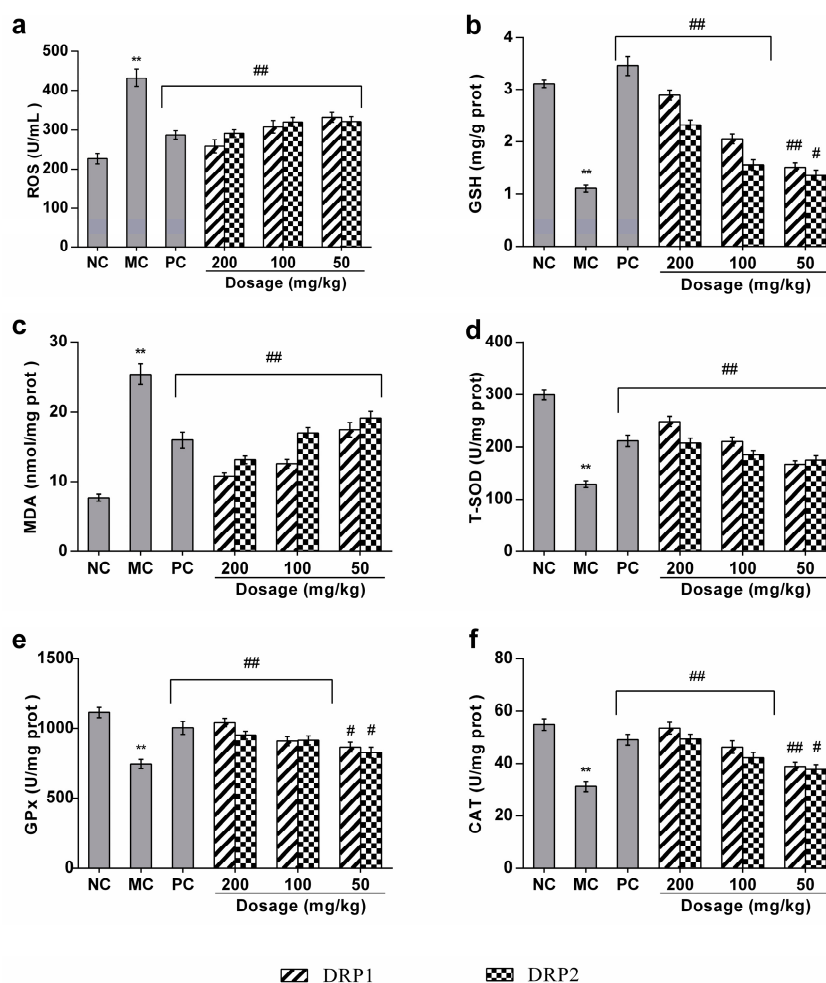 a
**
##
ROS (U/mL)
500
400
300
200
100
0
NC MC PC 200 100 50
Dosage (mg/kg)
b
##
**
## #
GSH (mg/g prot)
4
3
2
1
0
NC MC PC 200 100 50
Dosage (mg/kg)
c
**
##
MDA (nmol/mg prot )
30
20
10
0
NC MC PC 200 100 50
Dosage (mg/kg)
d
##
**
T-SOD (U/mg prot)
400
300
200
100
0
NC MC PC 200 100 50
Dosage (mg/kg)
e
##
**
# #
GPx (U/mg prot)
1500
1000
500
0
NC MC PC 200 100 50
Dosage (mg/kg)
f
##
**
## #
CAT (U/mg prot)
80
60
40
20
0
NC MC PC 200 100 50
Dosage (mg/kg)
DRP1 DRP2